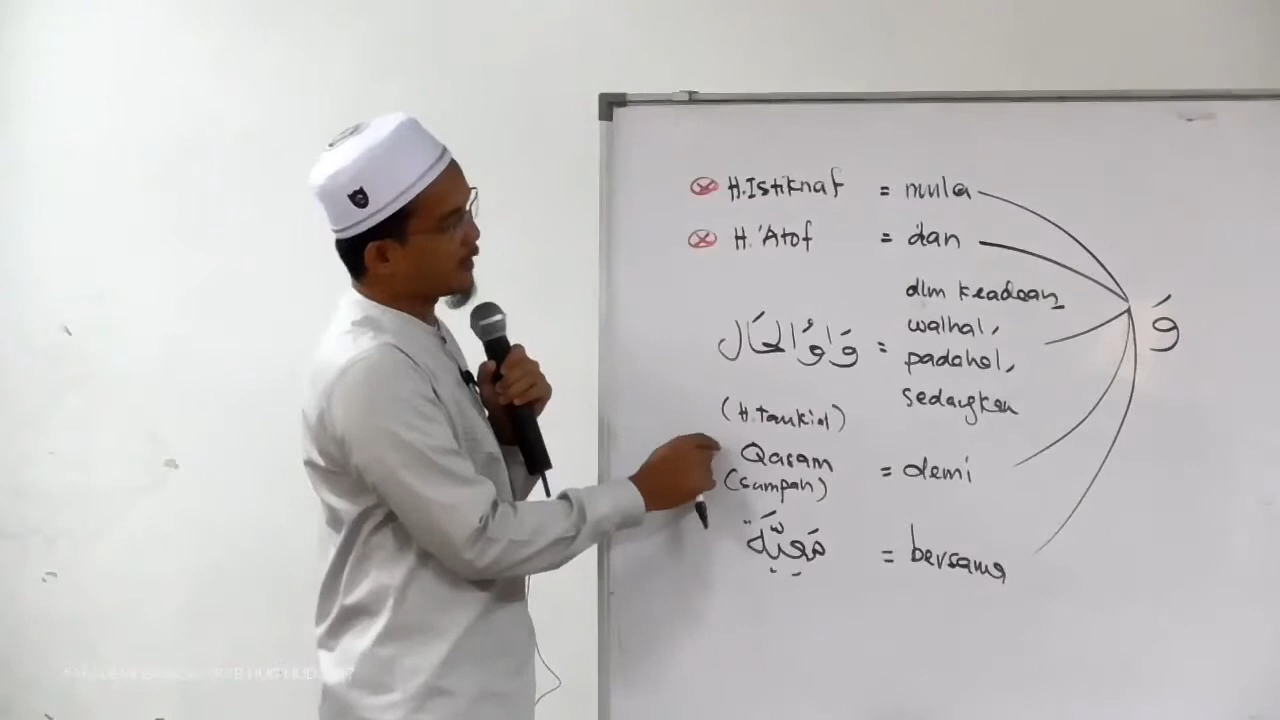 H.Istiknaf = mula
H.'Atof = dan
dlm keadaan,
walhal,
وَاوُ الحَال =
padahal,
sedangkan
(H.Taukid)
Qasam = demi
(sumpah)
مَعِيَّة = bersama
وَ